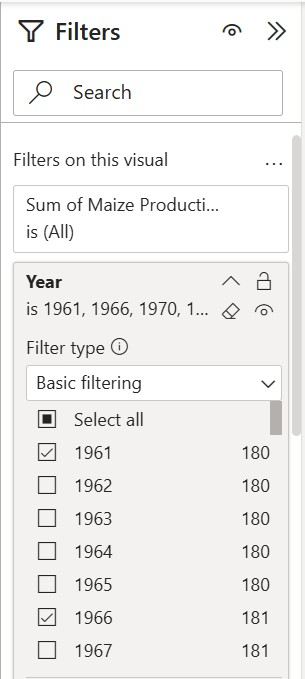 Filters
Search
Filters on this visual ...
Sum of Maize Producti...
is (All)
Year
is 1961, 1966, 1970, 1...
Filter type
Basic filtering
Select all
1961 180
1962 180
1963 180
1964 180
1965 180
1966 181
1967 181